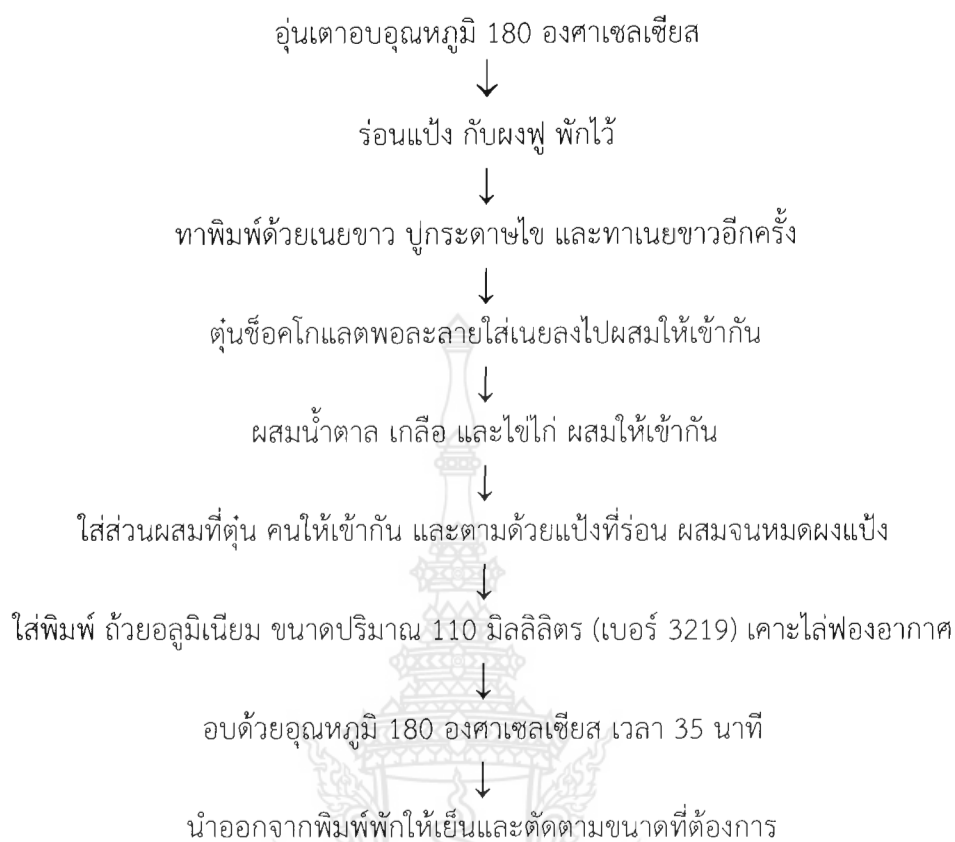 อุ่นเตาอบอุณหภูมิ 180 องศาเซลเซียส
ร่อนแป้ง กับผงฟู พักไว้
ทาพิมพ์ด้วยเนยขาว ปูกระดาษไข และทาเนยขาวอีกครั้ง
ตุ๋นช็อคโกแลตพอละลายใส่เนยลงไปผสมให้เข้ากัน
ผสมน้ำตาล เกลือ และไข่ไก่ ผสมให้เข้ากัน
ใส่ส่วนผสมที่ตุ๋น คนให้เข้ากัน และตามด้วยแป้งที่ร่อน ผสมจนหมดผงแป้ง
ใส่พิมพ์ ถ้วยอลูมิเนียม ขนาดปริมาณ 110 มิลลิลิตร (เบอร์ 3219) เคาะไล่ฟองอากาศ
อบด้วยอุณหภูมิ 180 องศาเซลเซียส เวลา 35 นาที
นำออกจากพิมพ์พักให้เย็นและตัดตามขนาดที่ต้องการ